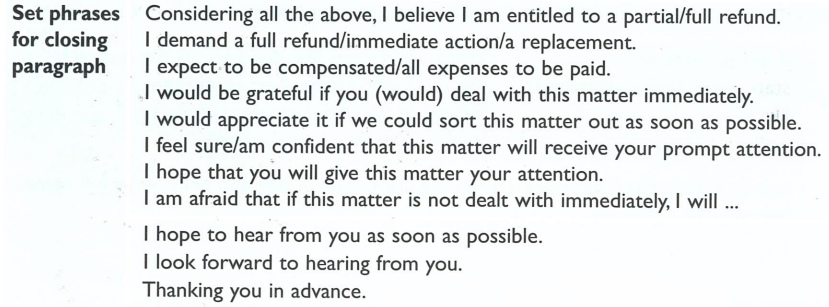 Set phrases
for closing
paragraph
Considering all the above, I believe I am entitled to a partial/full refund.
I demand a full refund/immediate action/a replacement.
I expect to be compensated/all expenses to be paid.
I would be grateful if you (would) deal with this matter immediately.
I would appreciate it if we could sort this matter out as soon as possible.
I feel sure/am confident that this matter will receive your prompt attention.
I hope that you will give this matter your attention.
I am afraid that if this matter is not dealt with immediately, I will ...
I hope to hear from you as soon as possible.
I look forward to hearing from you.
Thanking you in advance.